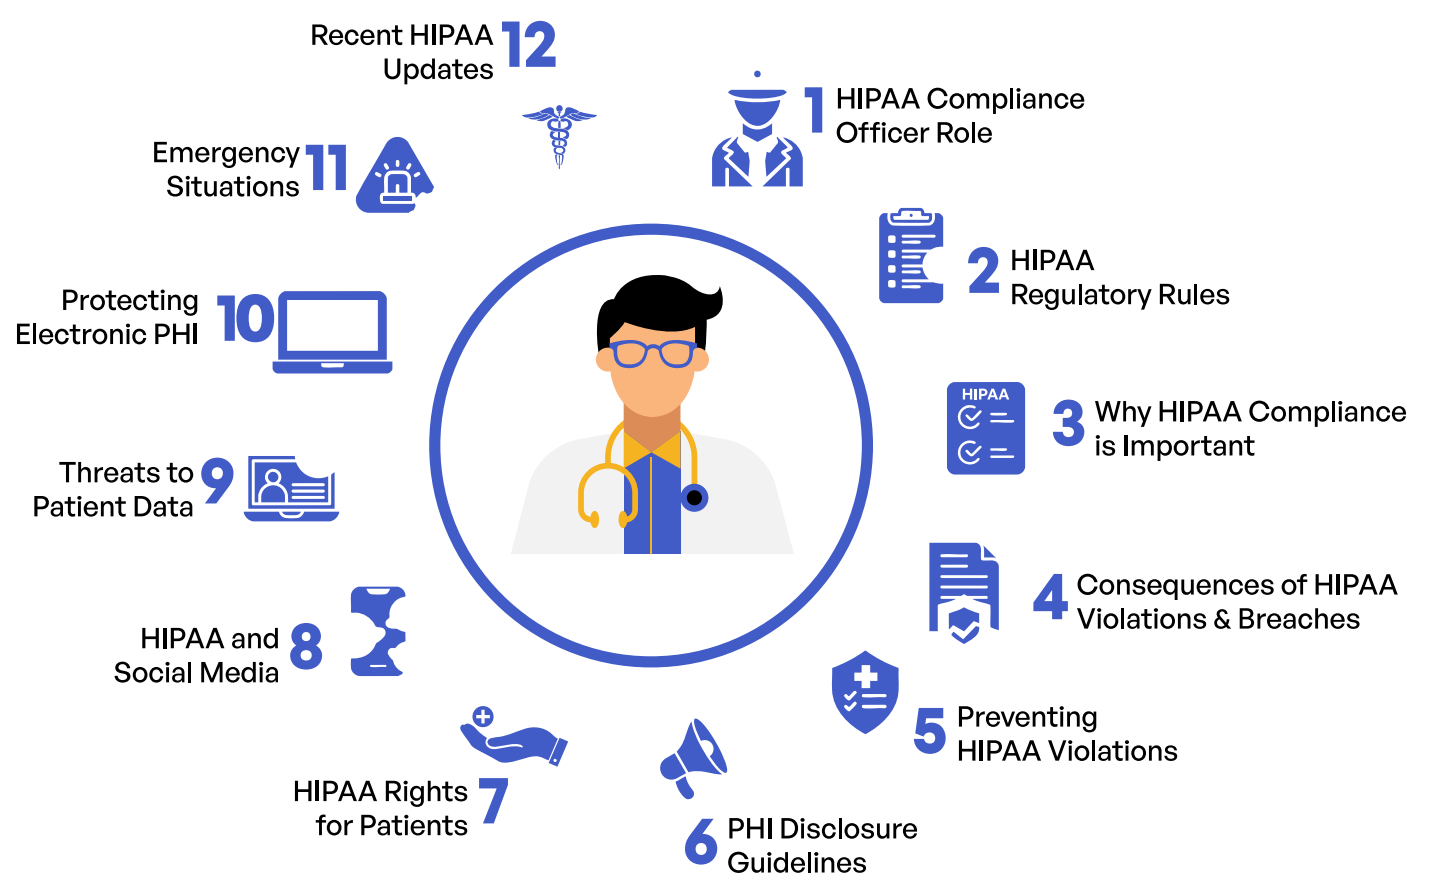 1
HIPAA Compliance
Officer Role
2
HIPAA
Regulatory Rules
HIPAA
3
Why HIPAA Compliance
is Important
4
Consequences of HIPAA
Violations & Breaches
5
Preventing
HIPAA Violations
6
PHI Disclosure
Guidelines
7
HIPAA Rights
for Patients
8
HIPAA and
Social Media
9
Threats to
Patient Data
10
Protecting
Electronic PHI
11
Emergency
Situations
12
Recent HIPAA
Updates